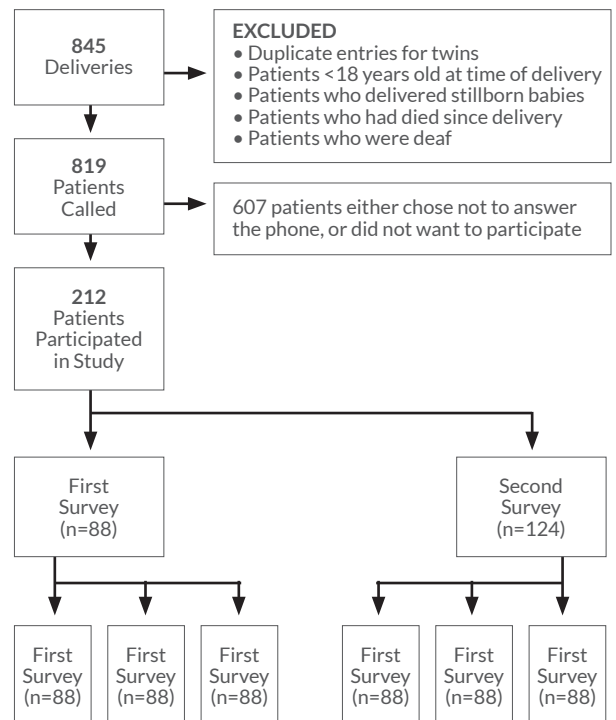 845
Deliveries
EXCLUDED
• Duplicate entries for twins
• Patients <18 years old at time of delivery
• Patients who delivered stillborn babies
• Patients who had died since delivery
• Patients who were deaf
819
Patients
Called
607 patients either chose not to answer
the phone, or did not want to participate
212
Patients
Participated
in Study
First
Survey
(n=88)
Second
Survey
(n=124)
First
Survey
(n=88)
First
Survey
(n=88)
First
Survey
(n=88)
First
Survey
(n=88)
First
Survey
(n=88)
First
Survey
(n=88)